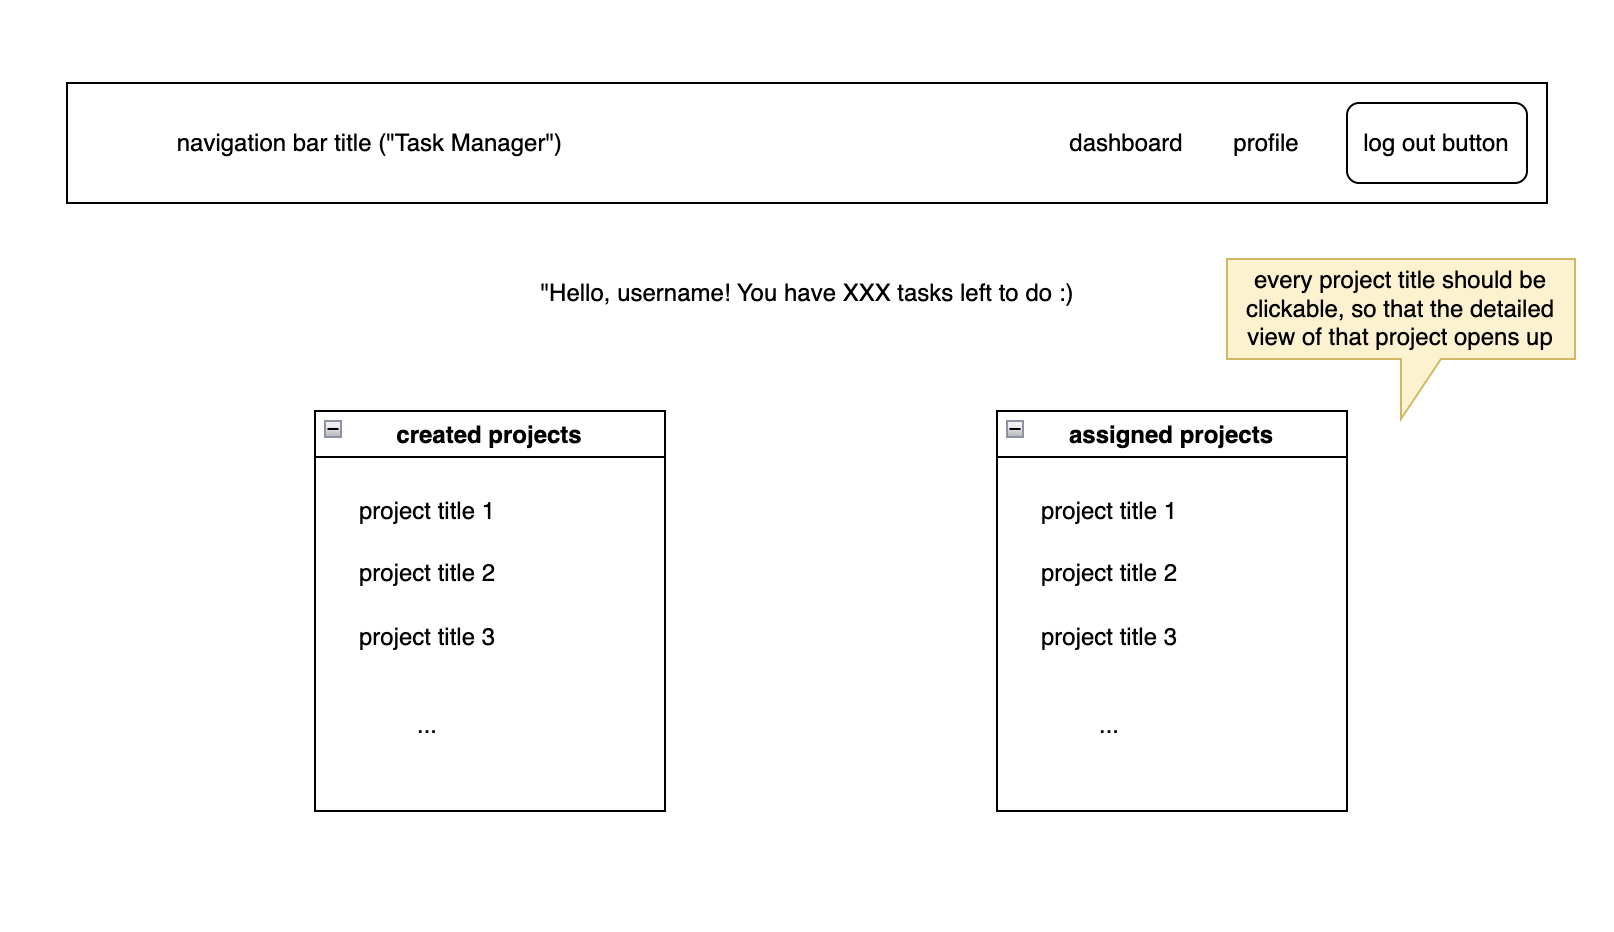 navigation bar title ("Task Manager")
dashboard
profile
log out button
"Hello, username! You have XXX tasks left to do :)
every project title should be
clickable, so that the detailed
view of that project opens up
created projects
project title 1
project title 2
project title 3
...
assigned projects
project title 1
project title 2
project title 3
...